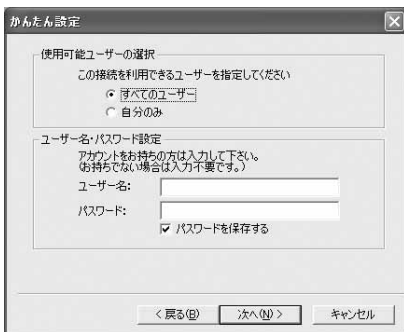 かんたん設定
使用可能ユーザーの選択
この接続を利用できるユーザーを指定してください
すべてのユーザー
自分のみ
ユーザー名・パスワード設定
アカウントをお持ちの方は入力して下さい。
(お持ちでない場合は入力不要です。)
ユーザー名:
パスワード:
パスワードを保存する
< 戻る(B) 次へ(N) > キャンセル